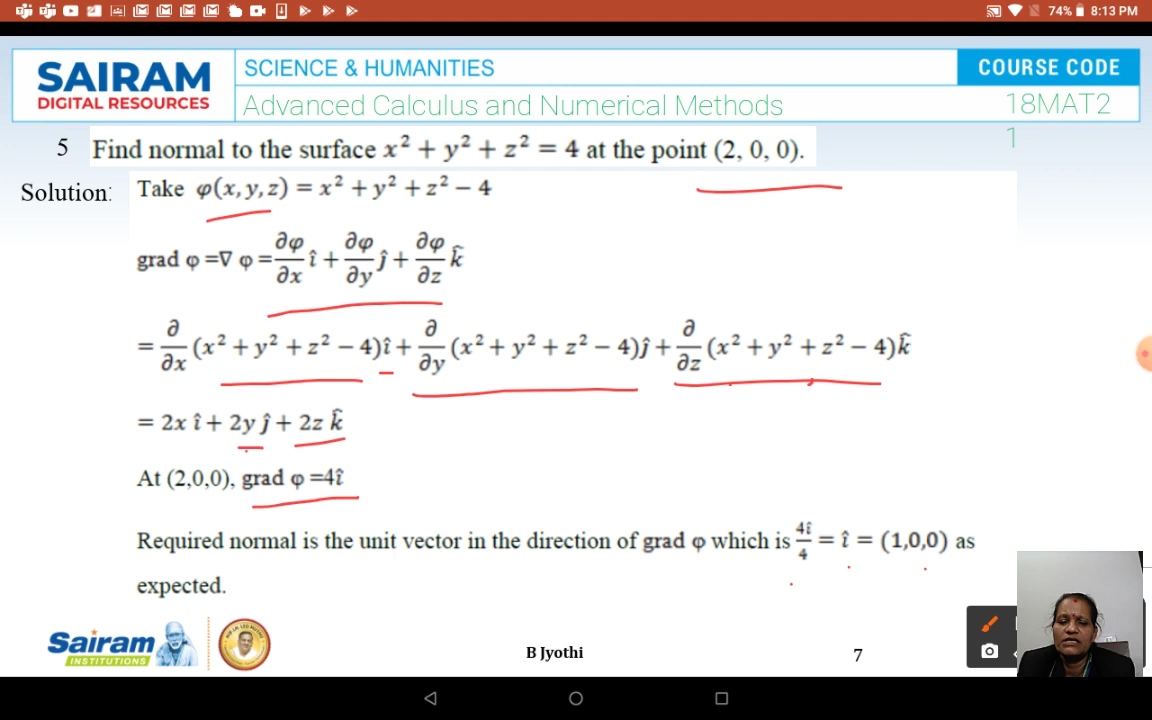 74% 8:13 PM
SAIRAM
DIGITAL RESOURCES
SCIENCE & HUMANITIES
COURSE CODE
Advanced Calculus and Numerical Methods
18MAT2
1
5 Find normal to the surface x² + y² + z² = 4 at the point (2, 0, 0).
Solution: Take φ(x, y, z) = x² + y² + z² − 4
grad φ =∇ φ = ∂φ/∂x î + ∂φ/∂y ĵ + ∂φ/∂z k̂
= ∂/∂x (x² + y² + z² − 4)î + ∂/∂y (x² + y² + z² − 4)ĵ + ∂/∂z (x² + y² + z² − 4)k̂
= 2x î + 2y ĵ + 2z k̂
At (2,0,0), grad φ =4î
Required normal is the unit vector in the direction of grad φ which is 4î/4 = î = (1,0,0) as
expected.
Sairam
INSTITUTIONS
B Jyothi
7